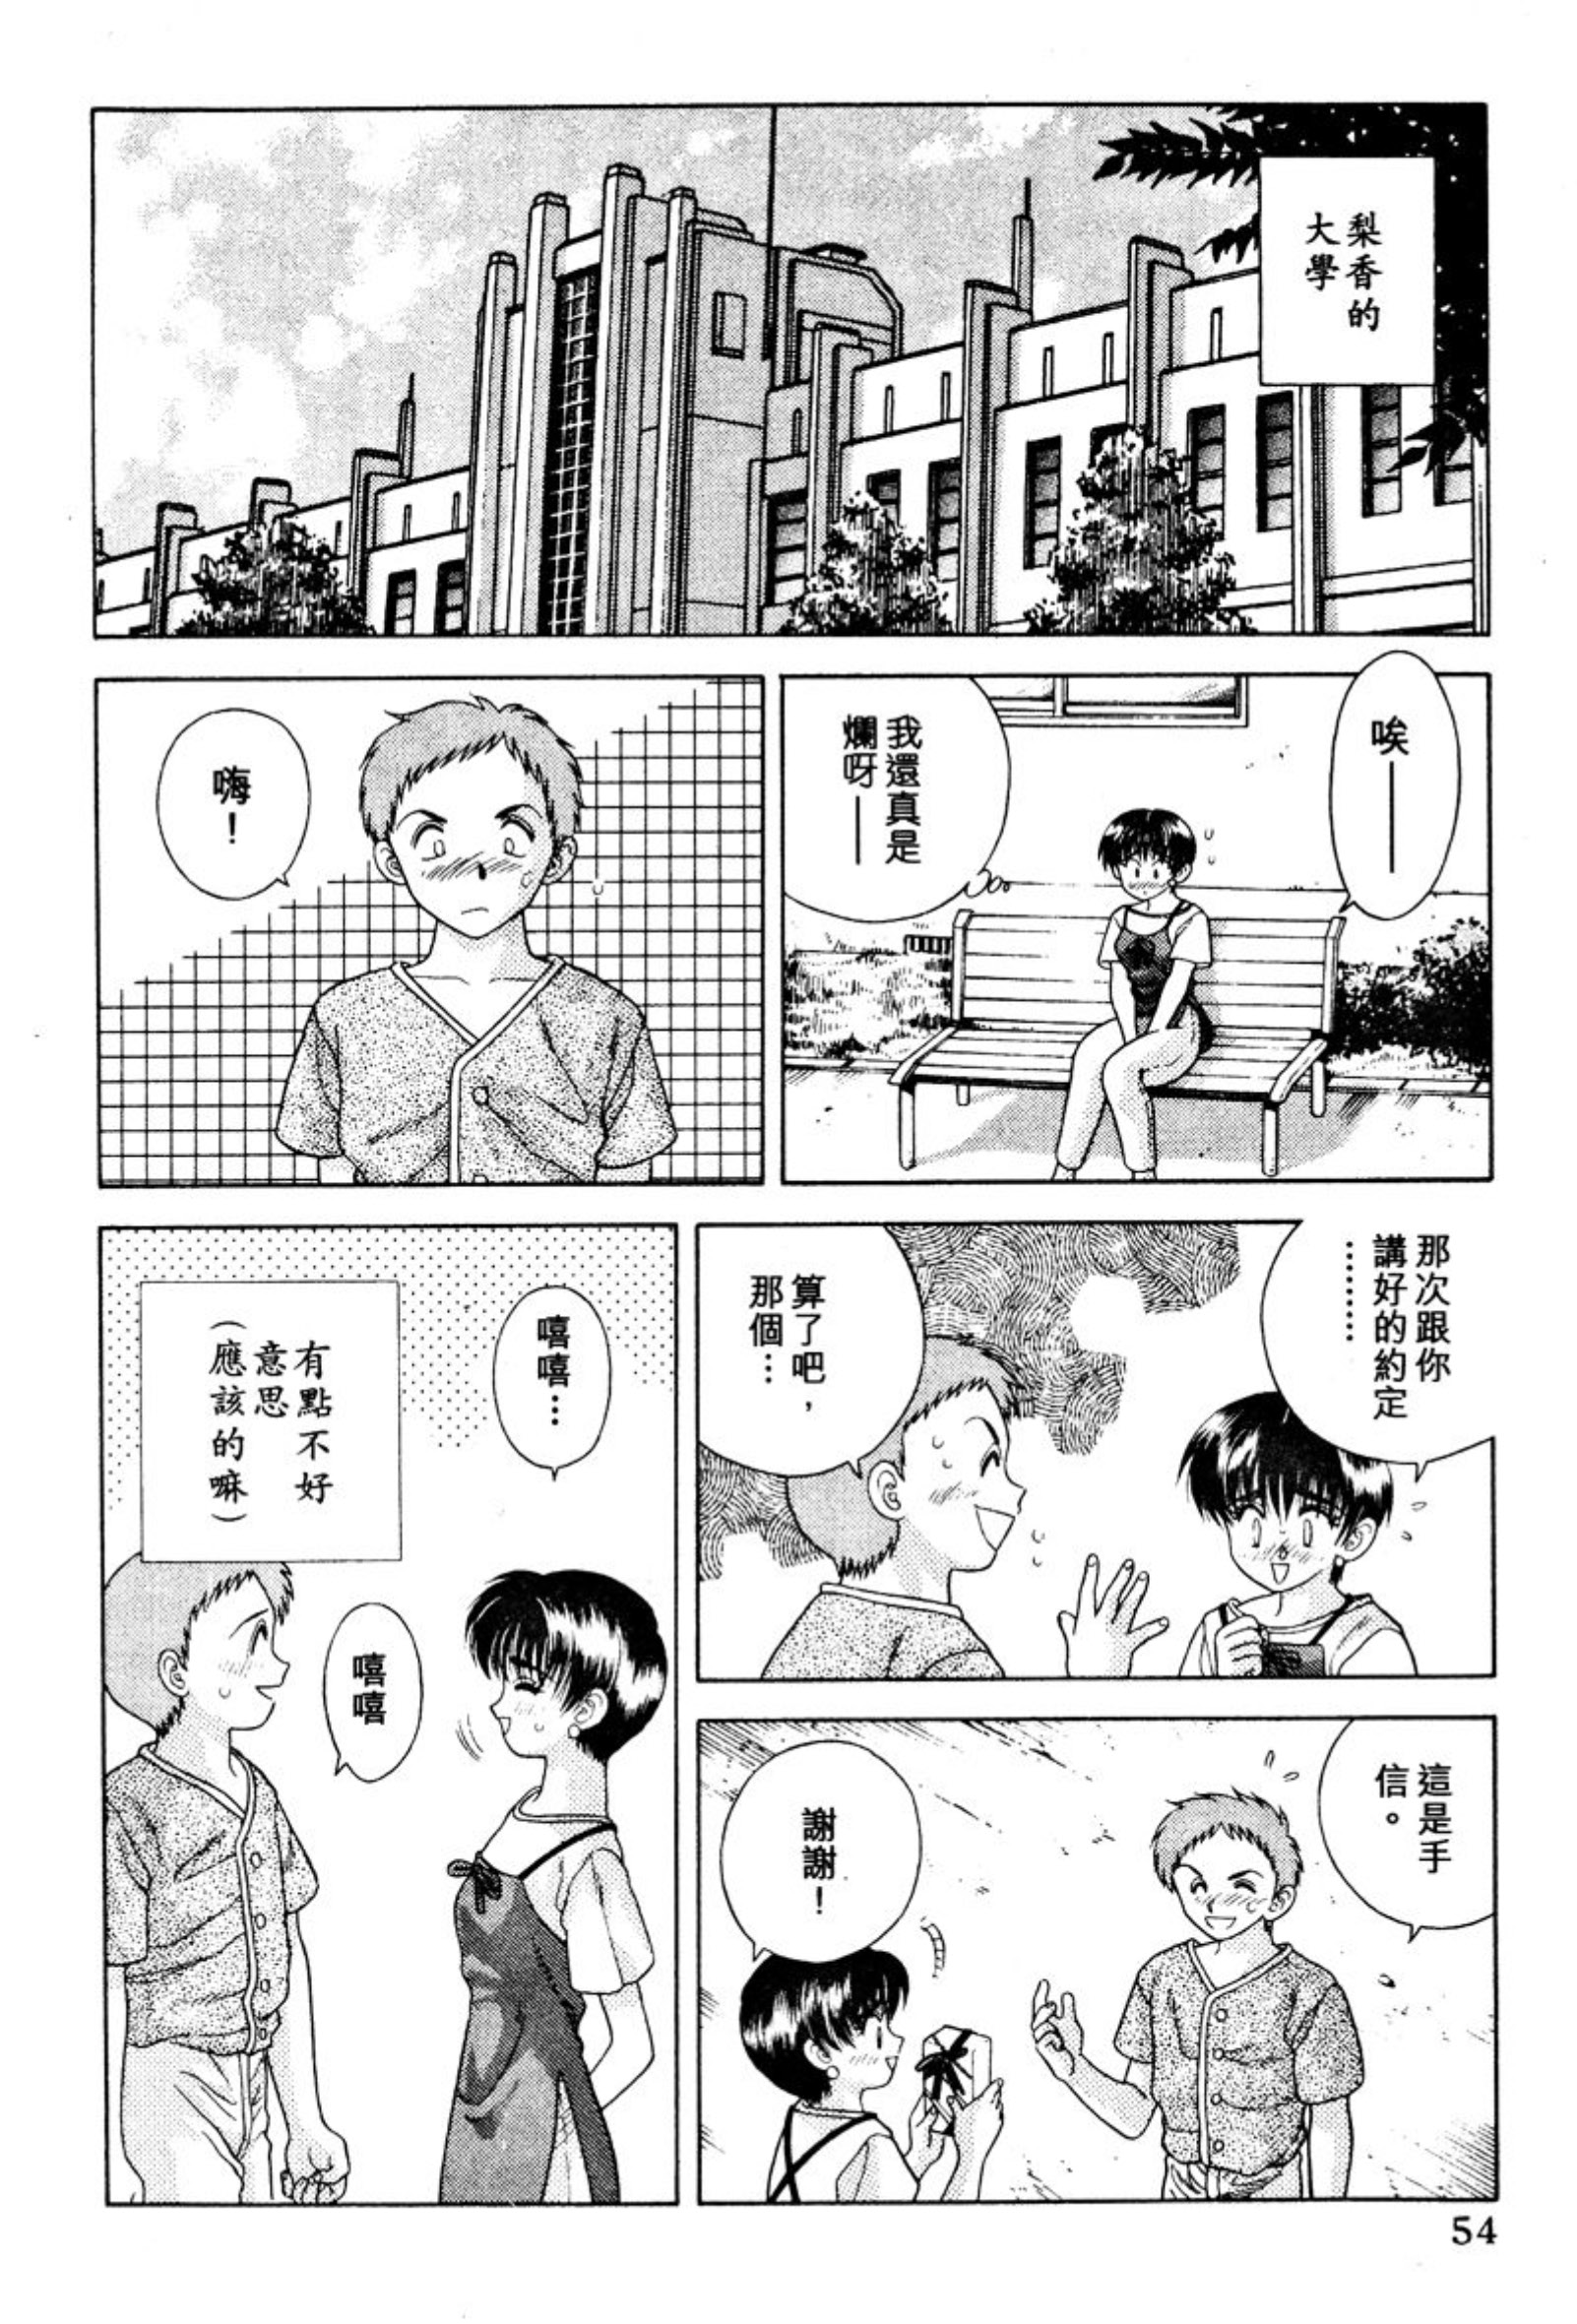 梨香的
大學
唉——
我還真是
爛呀——
嗨！
那次跟你
講好的約定
………
算了吧，
那個…
這是手
信。
謝謝！
嘻嘻…
有點不好
意思
（應該的嘛）
嘻嘻
54